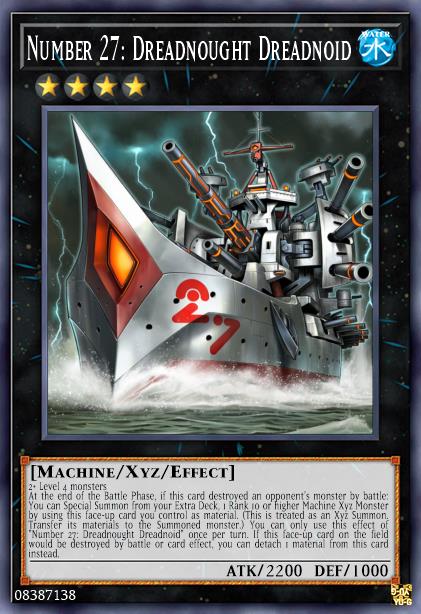 Number 27: Dreadnought Dreadnoid
WATER
水
27
[Machine/Xyz/Effect]
2+ Level 4 monsters
At the end of the Battle Phase, if this card destroyed an opponent's monster by battle:
You can Special Summon from your Extra Deck, 1 Rank 10 or higher Machine Xyz Monster
by using this face-up card you control as material. (This is treated as an Xyz Summon.
Transfer its materials to the Summoned monster.) You can only use this effect of
"Number 27: Dreadnought Dreadnoid" once per turn. If this face-up card on the field
would be destroyed by battle or card effect, you can detach 1 material from this card
instead.
ATK/2200 DEF/1000
08387138